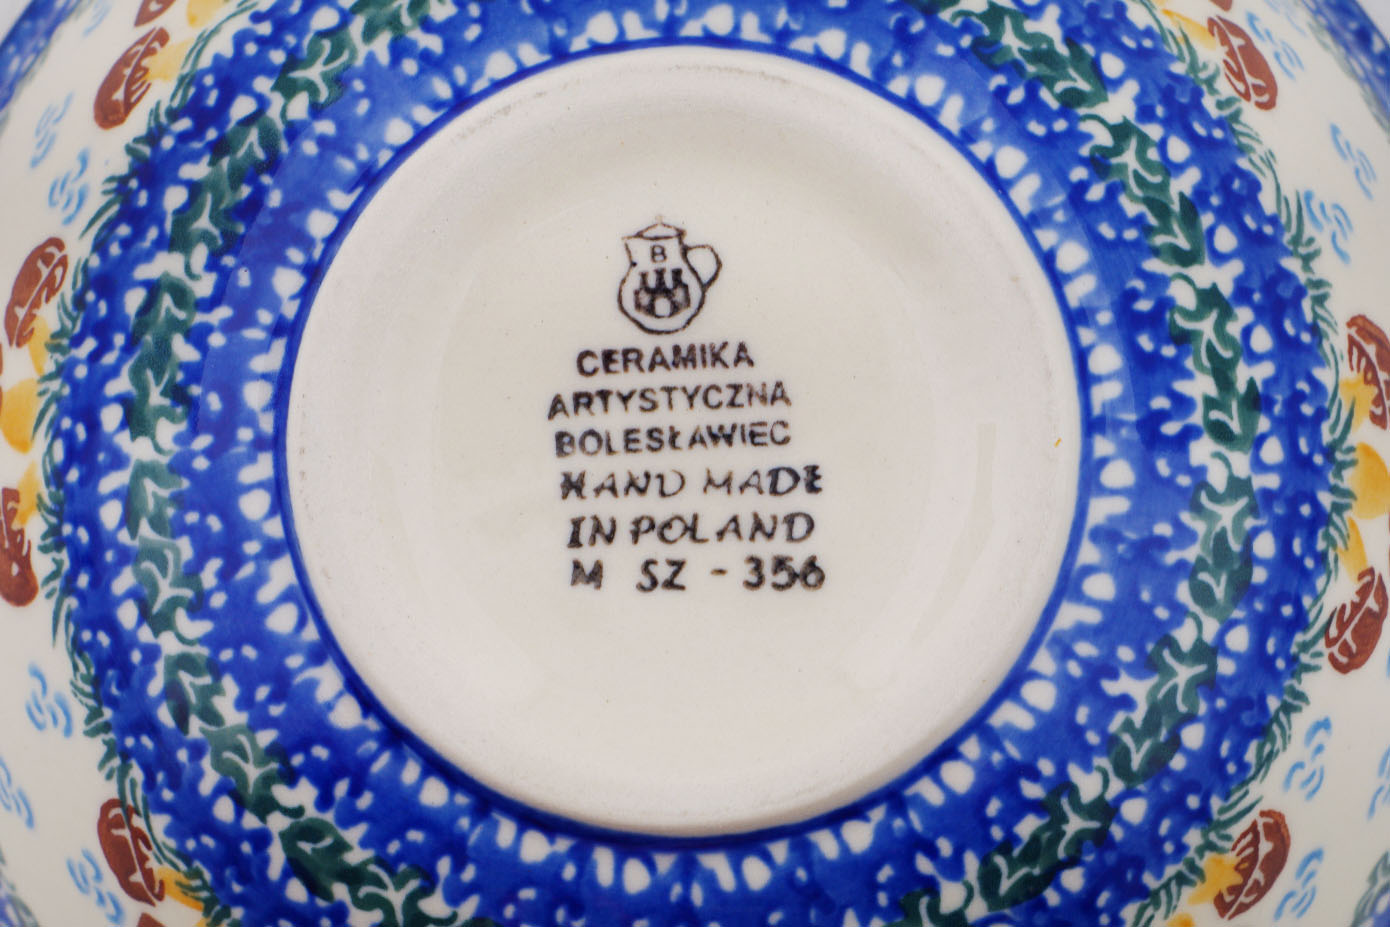 B
CERAMIKA
ARTYSTYCZNA
BOLESŁAWIEC
HAND MADE
IN POLAND
M SZ - 356